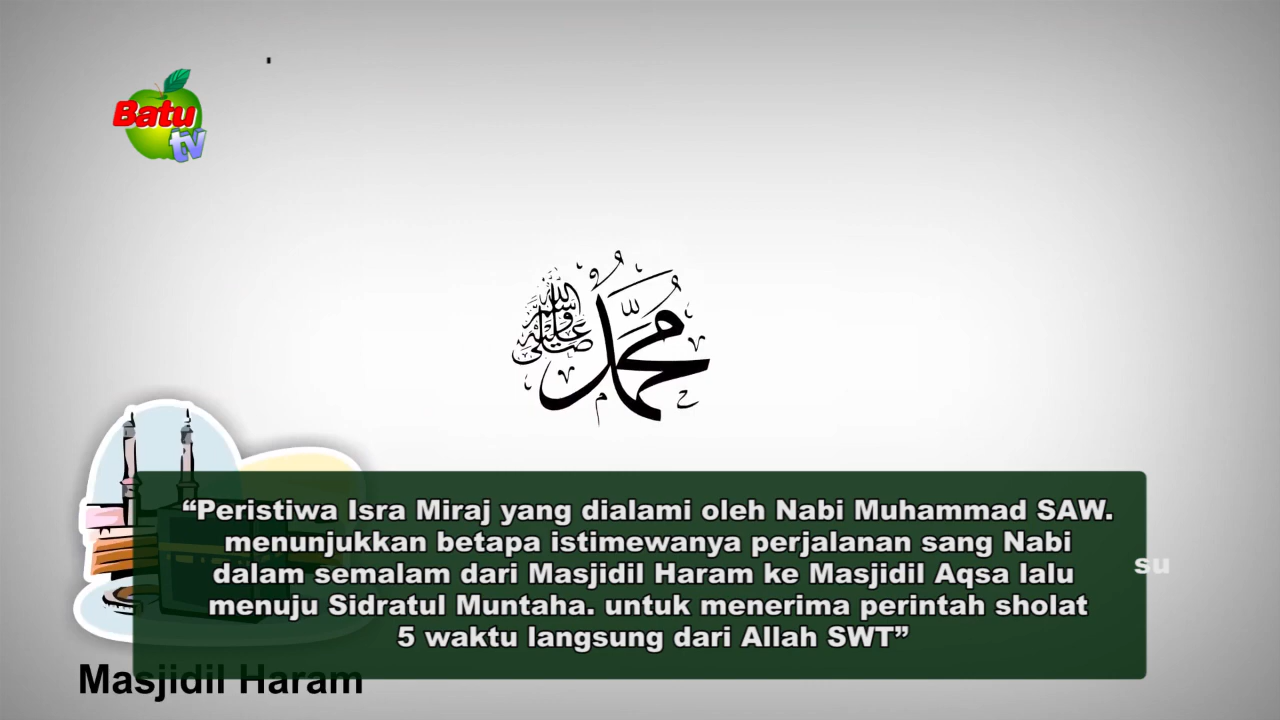 Batu
tv
محمد
صلى الله عليه وسلم
“Peristiwa Isra Miraj yang dialami oleh Nabi Muhammad SAW.
menunjukkan betapa istimewanya perjalanan sang Nabi
dalam semalam dari Masjidil Haram ke Masjidil Aqsa lalu
menuju Sidratul Muntaha. untuk menerima perintah sholat
5 waktu langsung dari Allah SWT”
su
Masjidil Haram